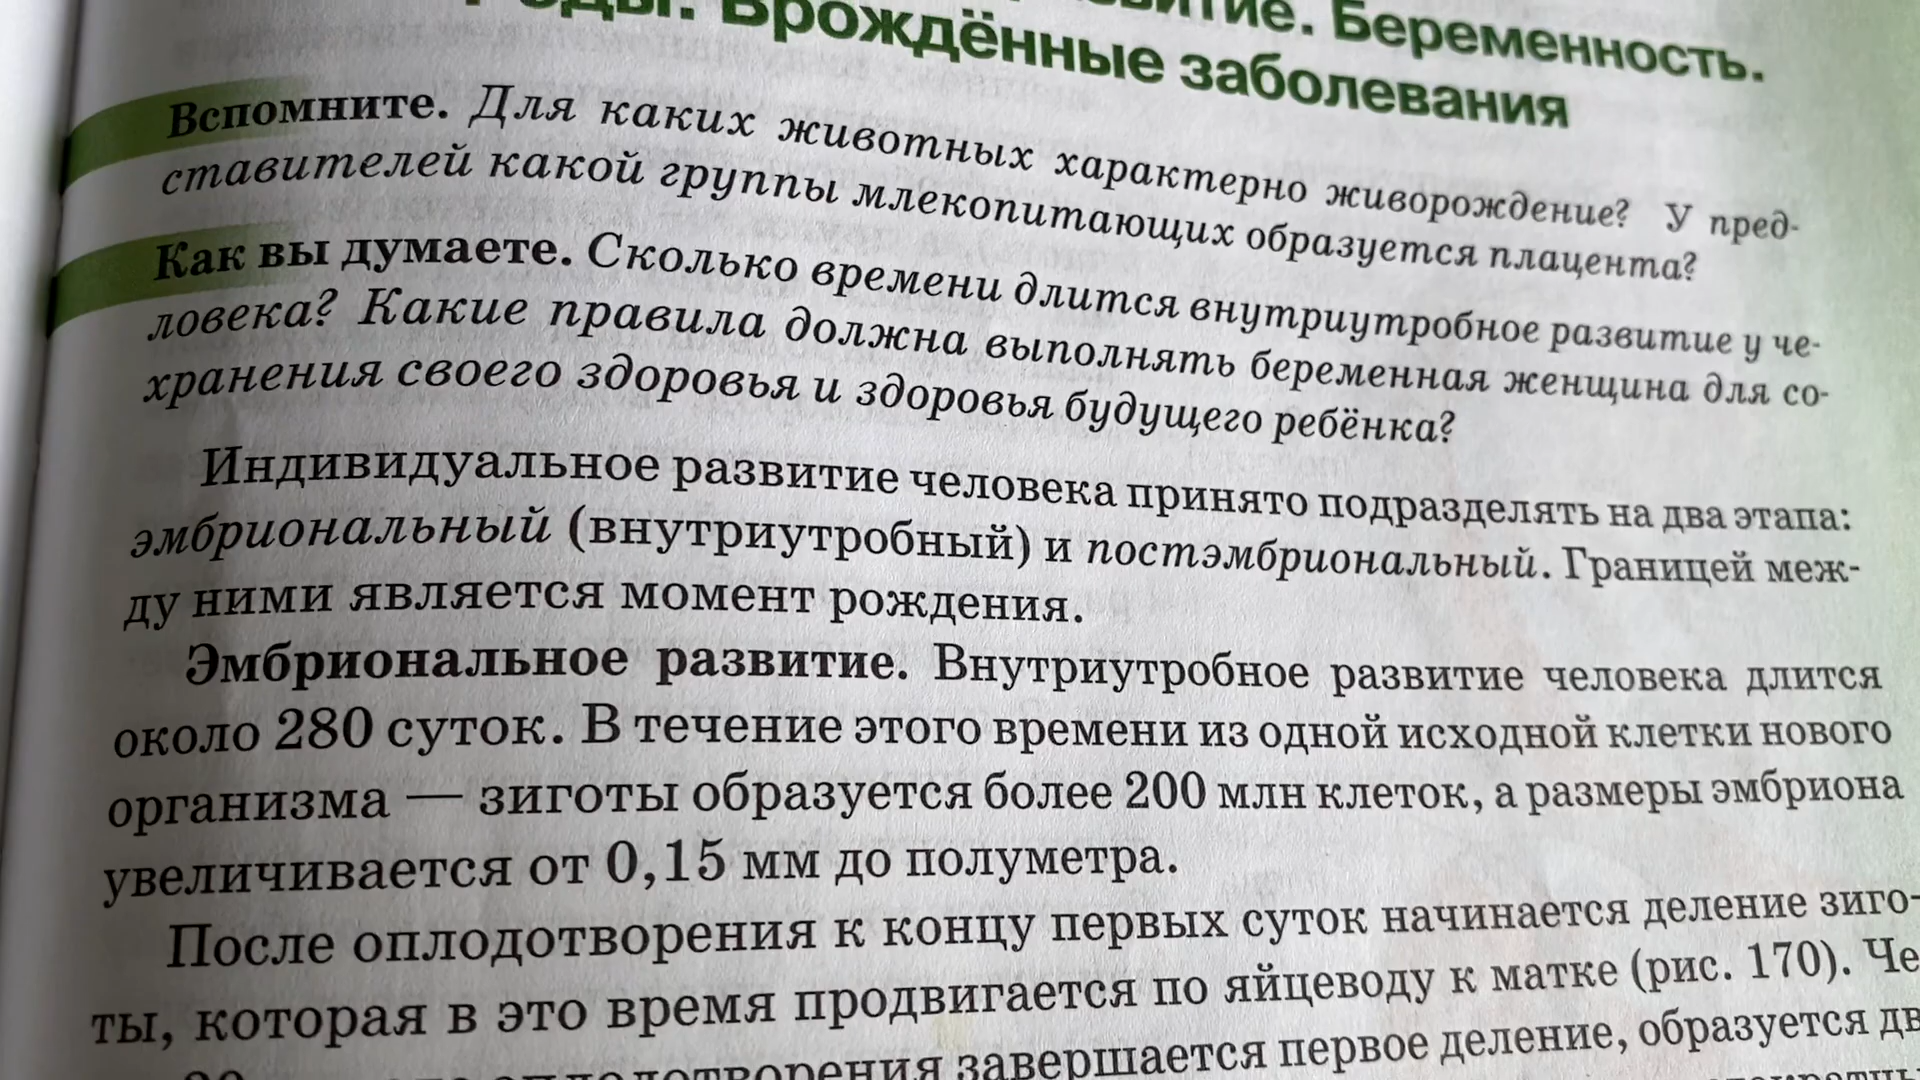 Беременность.
Врождённые заболевания
Вспомните. Для каких животных характерно живорождение? У пред-
ставителей какой группы млекопитающих образуется плацента?
Как вы думаете. Сколько времени длится внутриутробное развитие у че-
ловека? Какие правила должна выполнять беременная женщина для со-
хранения своего здоровья и здоровья будущего ребёнка?
Индивидуальное развитие человека принято подразделять на два этапа:
эмбриональный (внутриутробный) и постэмбриональный. Границей меж-
ду ними является момент рождения.
Эмбриональное развитие. Внутриутробное развитие человека длится
около 280 суток. В течение этого времени из одной исходной клетки нового
организма — зиготы образуется более 200 млн клеток, а размеры эмбриона
увеличивается от 0,15 мм до полуметра.
После оплодотворения к концу первых суток начинается деление зиго-
ты, которая в это время продвигается по яйцеводу к матке (рис. 170). Че
оплодотворения завершается первое деление, образуется дв